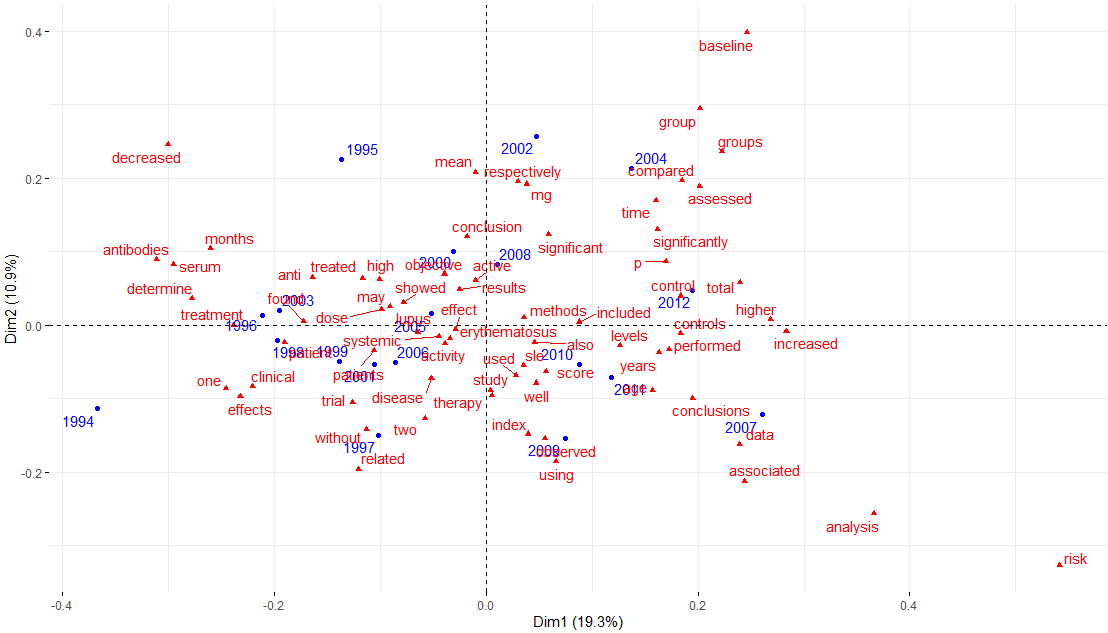 0.4
baseline
group
groups
1995
2002
2004
decreased
mean
respectively
compared
0.2
mg
assessed
time
conclusion
significantly
months
significant
antibodies
2008
2000
objective
p
serum
anti
treated
high
active
showed
results
control
total
determine
found
2003
may
effect
2012
treatment
dose
lupus
methods
included
higher
1996
2005
erythematosus
controls
0.0
systemic
also
levels
increased
1998
patient
1999
2006
activity
sle
2010
performed
used
patients
2001
study
score
years
one
clinical
disease
therapy
well
2011
age
effects
trial
conclusions
1994
two
index
2007
data
without
1997
2009
observed
related
using
associated
-0.2
analysis
risk
-0.4
-0.2
0.0
0.2
0.4
Dim1 (19.3%)
Dim2 (10.9%)